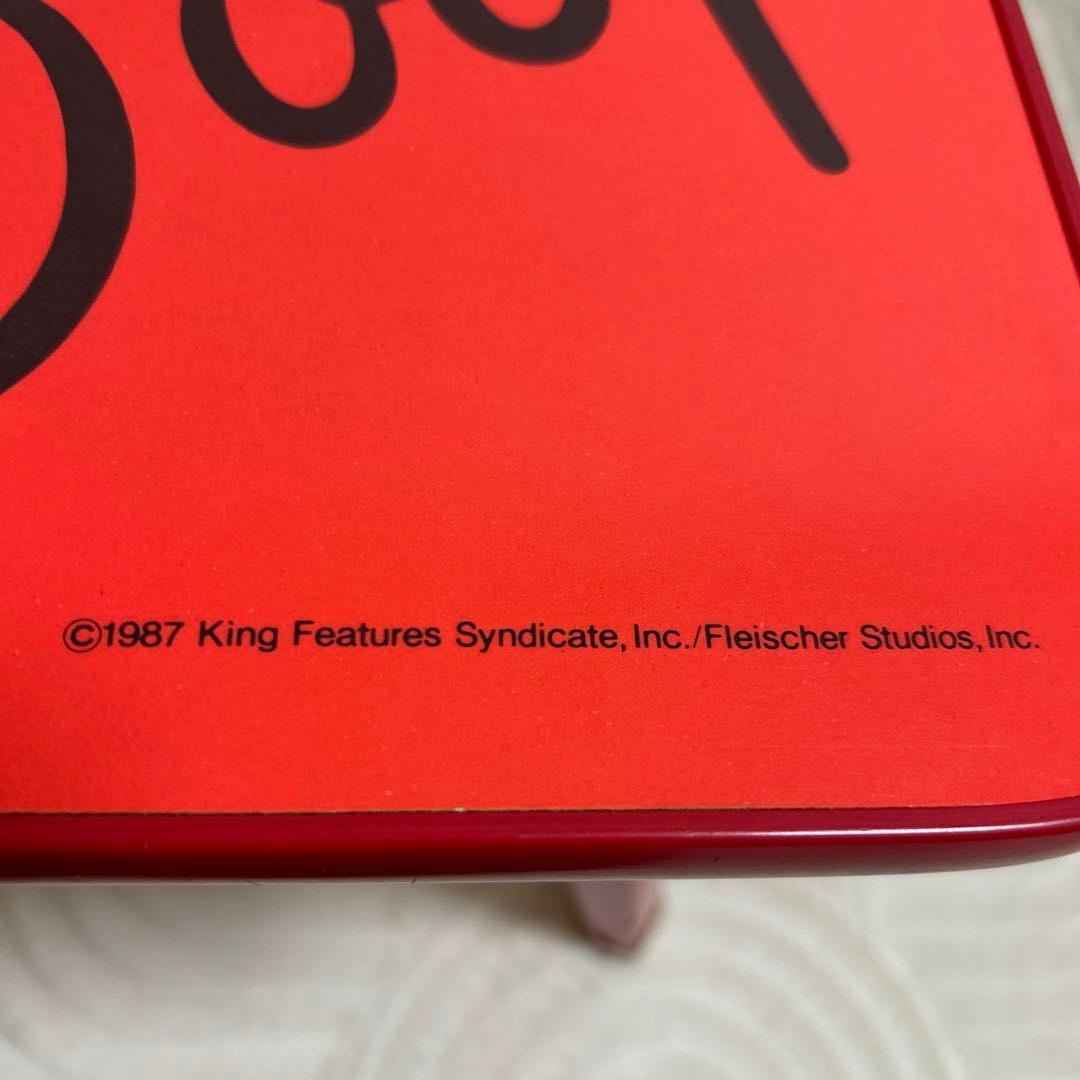 ©1987 King Features Syndicate, Inc./Fleischer Studios, Inc.